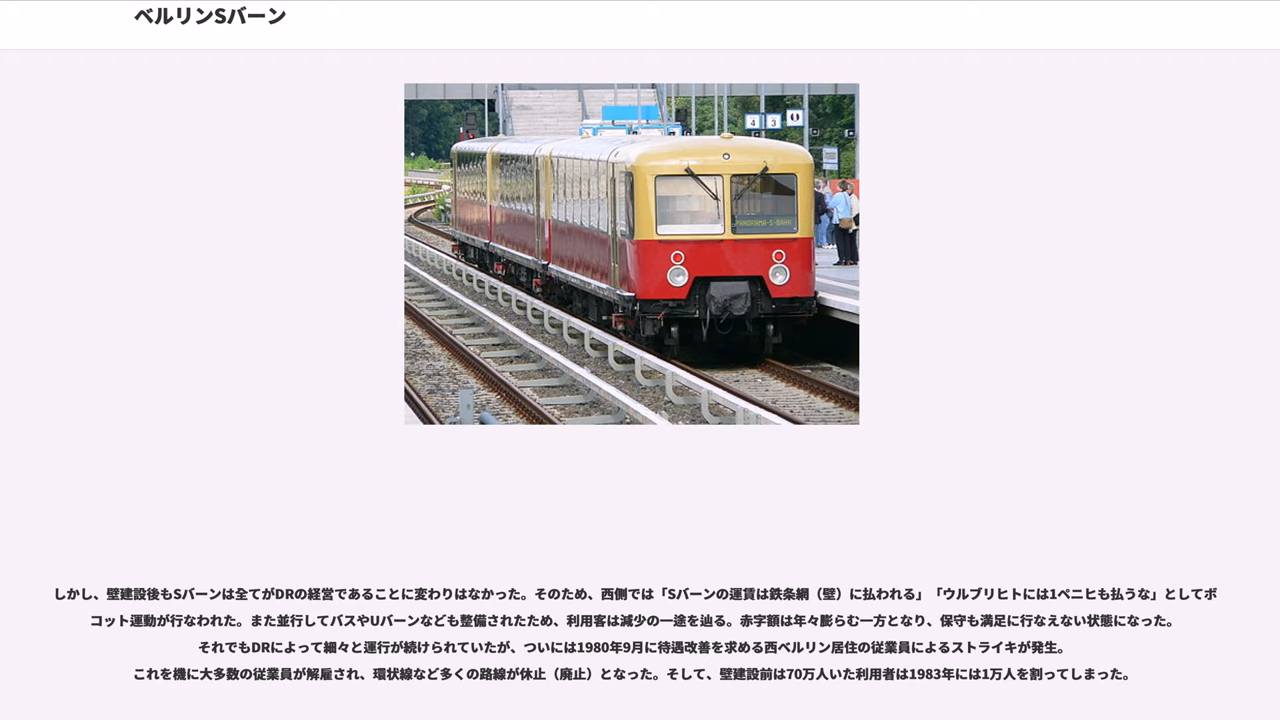 ベルリンSバーン
4 3
PANORAMA-S-BAHN
しかし、壁建設後もSバーンは全てがDRの経営であることに変わりはなかった。そのため、西側では「Sバーンの運賃は鉄条網（壁）に払われる」「ウルブリヒトには1ペニヒも払うな」としてボ
コット運動が行なわれた。また並行してバスやUバーンなども整備されたため、利用客は減少の一途を辿る。赤字額は年々膨らむ一方となり、保守も満足に行なえない状態になった。
それでもDRによって細々と運行が続けられていたが、ついには1980年9月に待遇改善を求める西ベルリン居住の従業員によるストライキが発生。
これを機に大多数の従業員が解雇され、環状線など多くの路線が休止（廃止）となった。そして、壁建設前は70万人いた利用者は1983年には1万人を割ってしまった。